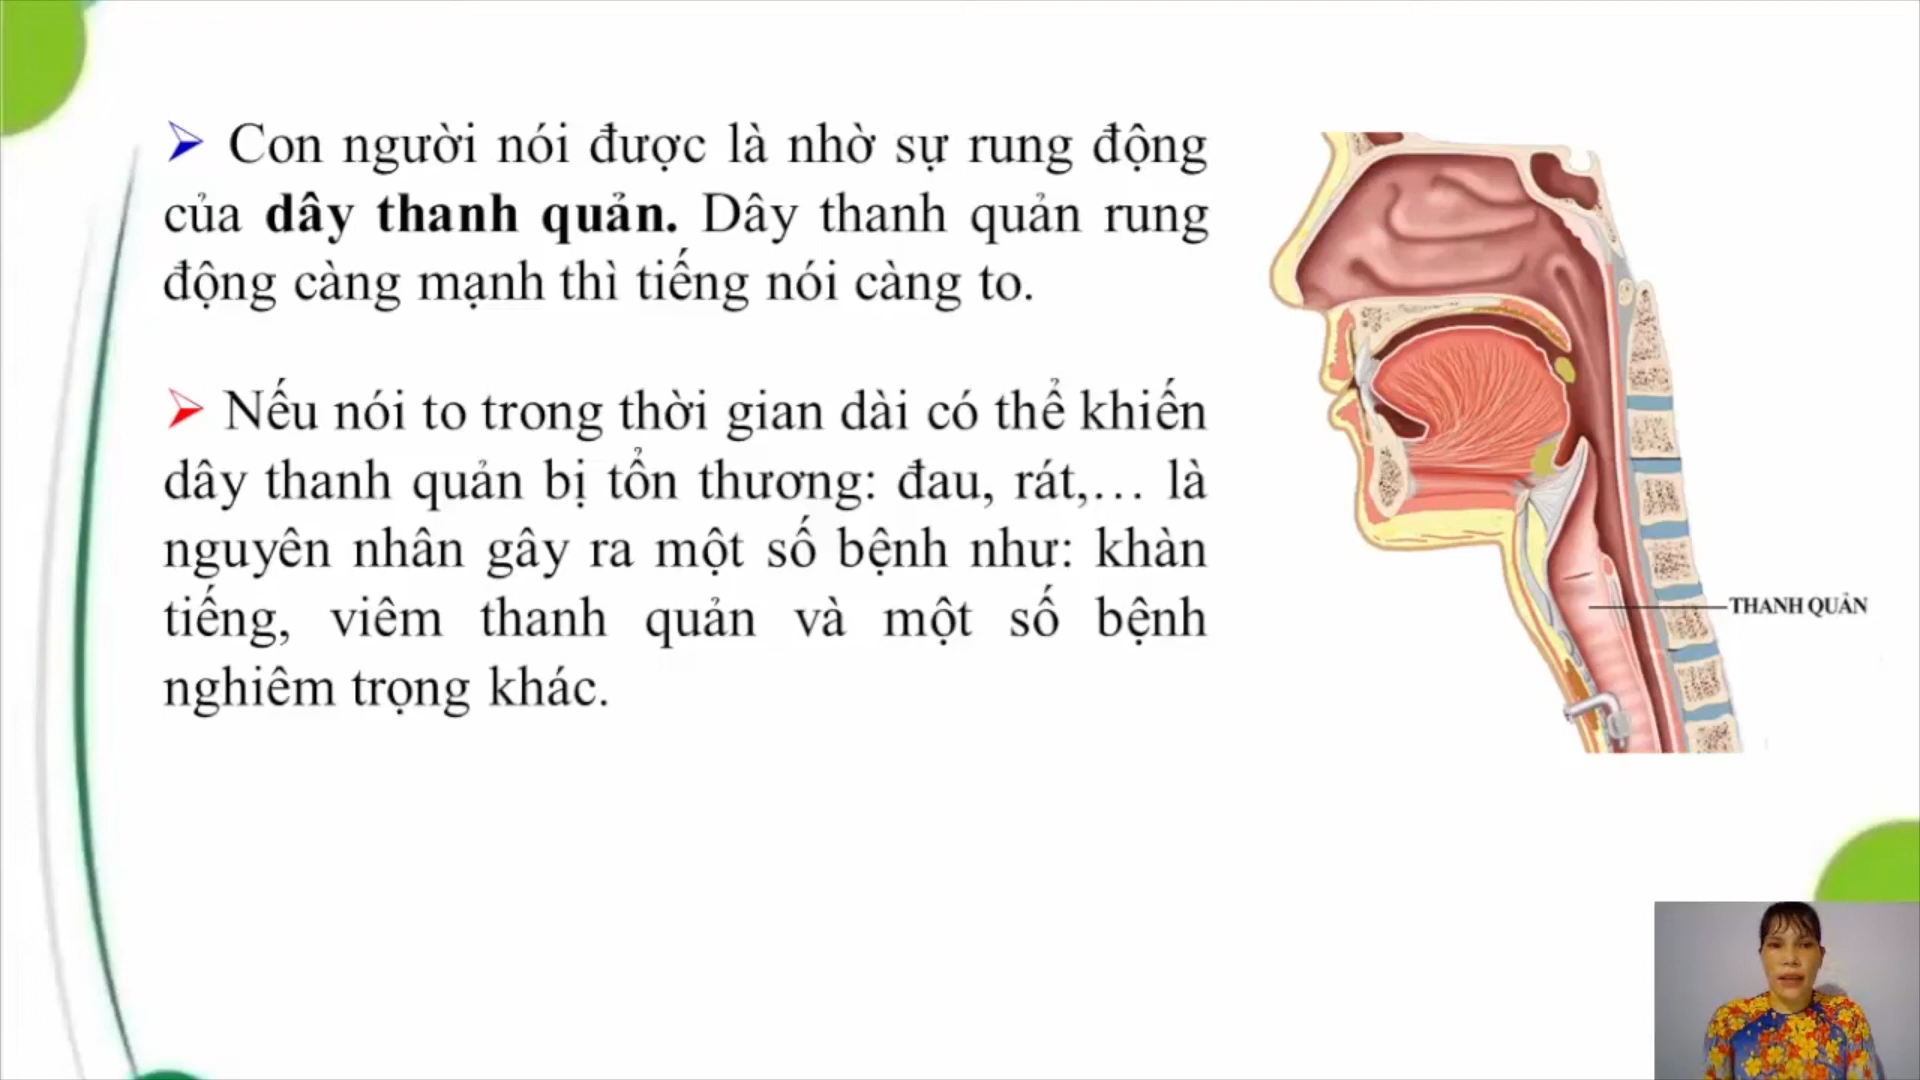 Con người nói được là nhờ sự rung động
của dây thanh quản. Dây thanh quản rung
động càng mạnh thì tiếng nói càng to.
Nếu nói to trong thời gian dài có thể khiến
dây thanh quản bị tổn thương: đau, rát,... là
nguyên nhân gây ra một số bệnh như: khàn
tiếng, viêm thanh quản và một số bệnh
nghiêm trọng khác.
THANH QUẢN